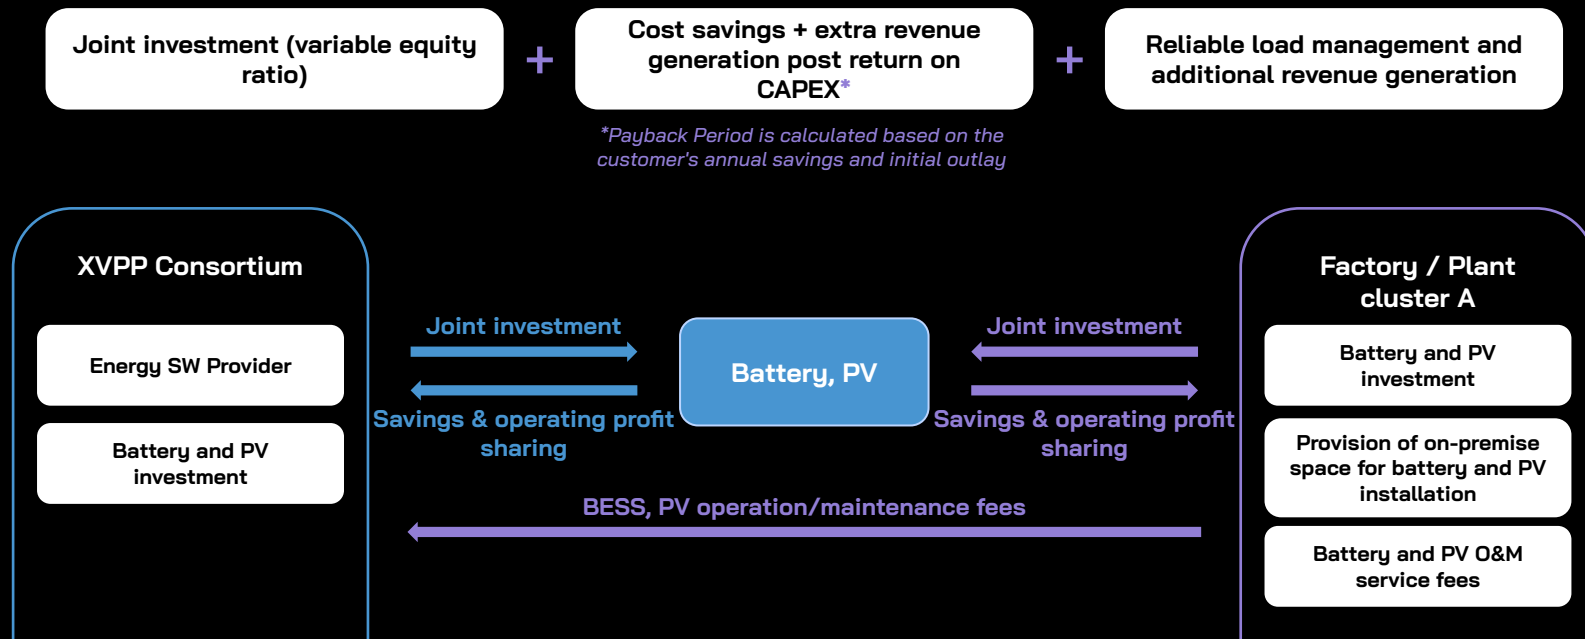 Joint investment (variable equity
ratio)
+
Cost savings + extra revenue
generation post return on
CAPEX*
+
Reliable load management and
additional revenue generation
*Payback Period is calculated based on the
customer's annual savings and initial outlay
XVPP Consortium
Energy SW Provider
Battery and PV
investment
Joint investment
Savings & operating profit
sharing
Battery, PV
Joint investment
Savings & operating profit
sharing
BESS, PV operation/maintenance fees
Factory / Plant
cluster A
Battery and PV
investment
Provision of on-premise
space for battery and PV
installation
Battery and PV O&M
service fees